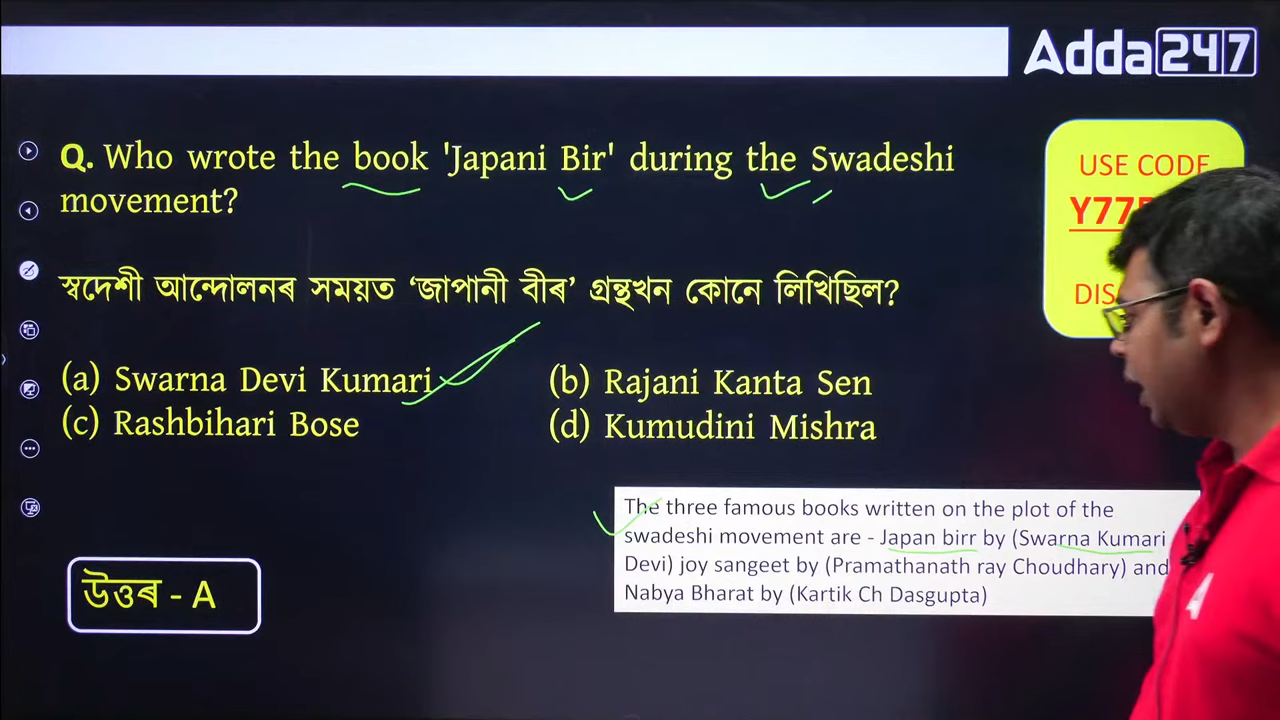 Adda247
Q. Who wrote the book 'Japani Bir' during the Swadeshi
movement?
স্বদেশী আন্দোলনৰ সময়ত ‘জাপানী বীৰ’ গ্ৰন্থখন কোনে লিখিছিল?
(a) Swarna Devi Kumari
(b) Rajani Kanta Sen
(c) Rashbihari Bose
(d) Kumudini Mishra
The three famous books written on the plot of the
swadeshi movement are - Japan birr by (Swarna Kumari
Devi) joy sangeet by (Pramathanath ray Choudhary) and
Nabya Bharat by (Kartik Ch Dasgupta)
উত্তৰ - A
USE CODE